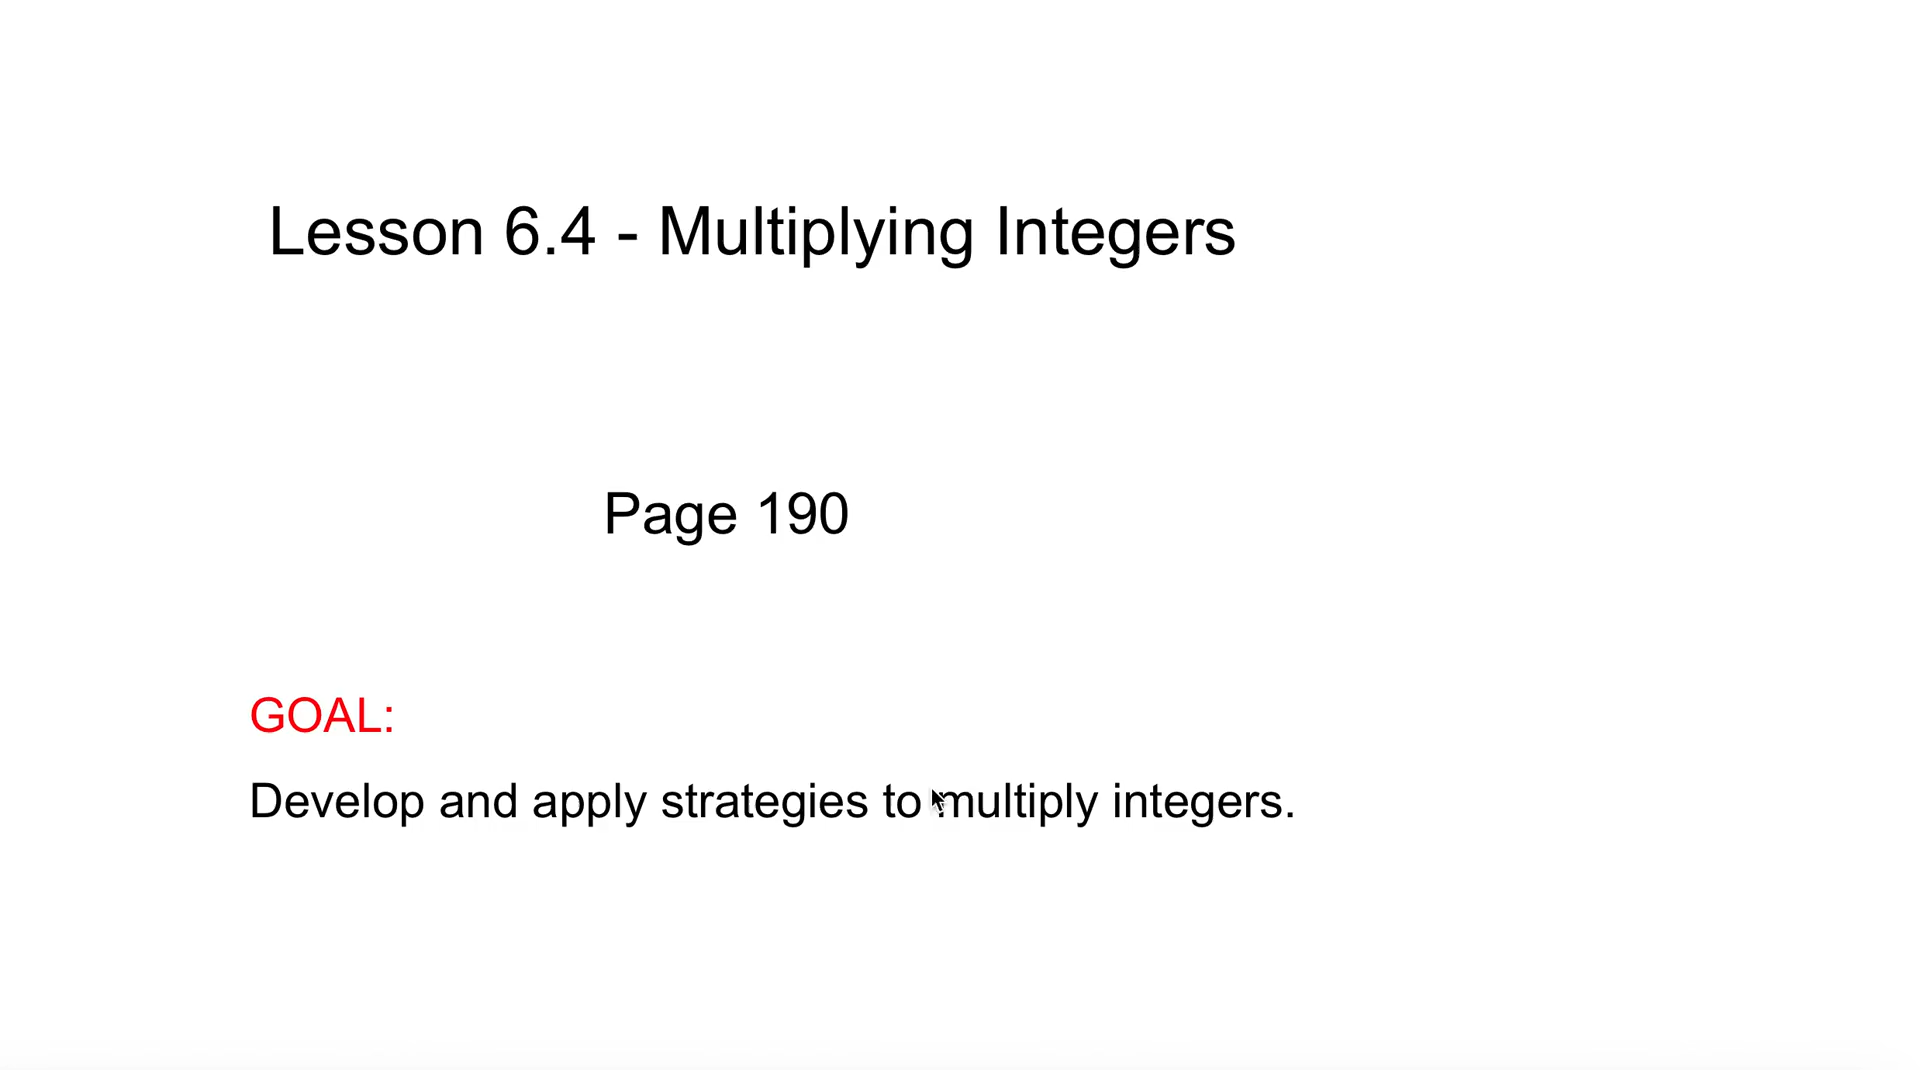 Lesson 6.4 - Multiplying Integers
Page 190
GOAL:
Develop and apply strategies to multiply integers.